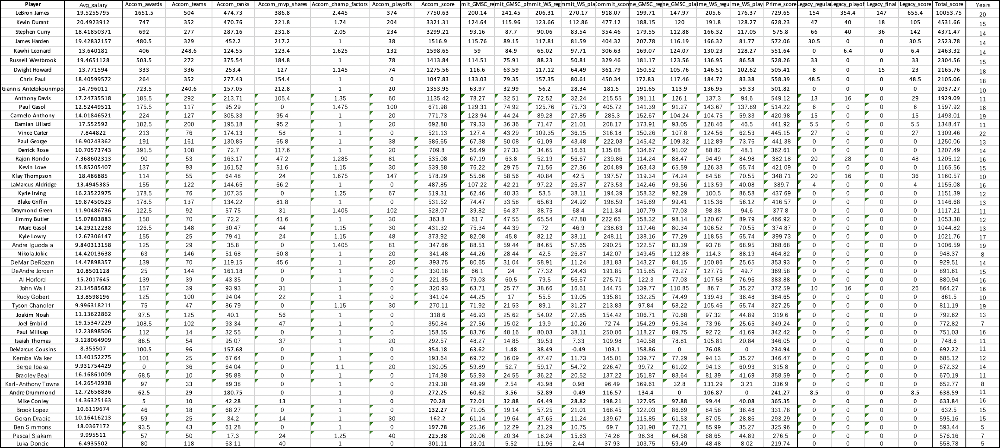 Player Avg_salary Accom_awards Accom_teams Accom_ranks Accom_mvp_shares Accom_champ_factors Accom_playoffs Accom_score mit_GMSC_re mit_GMSC_pl nmit_WS_reg nmit_WS_pla Commit_score ne_GMSC_reg ne_GMSC_pla ime_WS_regu me_WS_playo Prime_score Legacy_regular Legacy_playof Legacy_final Legacy_score Total_score Years
LeBron James 19.5255795 1651.5 504 474.73 386.8 2.445 374 7750.63 200.14 241.45 206.31 270.17 918.07 199.71 147.97 205.6 176.37 729.65 154 354.4 147 655.4 10053.75 20
Kevin Durant 20.4923912 747 352 470.76 221.8 1.74 204 3321.31 124.64 115.96 123.66 112.86 477.12 188.15 120 191.8 128.27 628.23 47 40 18 105 4531.66 15
Stephen Curry 18.41850371 692 277 287.16 231.8 2.05 234 3299.21 93.16 87.7 90.06 83.54 354.46 179.55 112.88 166.32 117.05 575.8 66 40 36 142 4371.47 14
James Harden 19.42832157 480.5 329 452.2 217.2 1 38 1516.9 115.76 89.15 117.81 81.59 404.32 207.78 116.19 166.32 81.77 572.06 30.5 0 0 30.5 2523.78 14
Kawhi Leonard 13.640181 406 248.6 124.55 123.4 1.625 132 1598.65 59 84.9 65.02 97.71 306.63 169.07 124.07 130.23 128.27 551.64 0 6.4 0 6.4 2463.32 14
Russell Westbrook 19.4651128 503.5 272 375.54 184.8 1 78 1413.84 114.51 75.91 88.23 50.81 329.46 181.17 123.56 136.95 86.58 528.26 33 0 0 33 2304.56 15
Dwight Howard 13.771594 333 336 253.4 127 1.145 74 1275.56 116.6 63.59 117.12 64.49 361.79 150.52 105.76 146.51 102.62 505.41 8 0 15 23 2165.76 18
Chris Paul 18.40599572 264 352 277.43 154.4 1 0 1047.83 133.03 79.35 157.35 80.61 450.34 172.83 117.46 184.72 83.38 558.39 48.5 0 0 48.5 2105.06 18
Giannis Antetokounmpo 14.796011 723.5 240.6 157.05 212.8 1 20 1353.95 63.97 32.99 56.2 28.34 181.5 191.65 113.9 136.95 59.33 501.82 0 0 0 0 2037.27 10
Anthony Davis 17.24735518 185.5 292 213.71 105.4 1.35 60 1135.42 78.27 32.51 72.52 32.24 215.55 191.11 126.1 137.3 94.6 549.12 13 16 0 29 1929.09 11
Paul Gasol 12.52449511 175.5 117 95.29 0 1.475 100 671.98 129.31 74.92 125.76 75.73 405.72 141.39 91.27 143.67 137.89 514.22 6 0 0 6 1597.92 18
Carmelo Anthony 14.01846521 224 127 305.33 95.4 1 20 771.73 123.94 44.24 89.28 27.85 285.3 152.67 104.24 104.75 59.33 420.98 15 0 0 15 1493.01 19
Damian Lillard 17.552592 182.5 200 195.18 95.2 1 20 692.88 79.33 36.36 71.47 21.01 208.17 173.91 93.05 128.46 46.5 441.92 5.5 0 0 5.5 1348.47 11
Vince Carter 7.844822 213 76 174.13 58 1 0 521.13 127.4 43.29 109.35 36.15 316.18 150.26 107.8 124.56 62.53 445.15 27 0 0 27 1309.46 22
Paul George 16.90243362 191 161 130.85 65.8 1 38 586.65 67.38 50.08 61.09 43.48 222.03 145.42 109.32 112.89 73.76 441.38 0 0 0 0 1250.06 13
Derrick Rose 10.70573743 391.5 108 72.7 117.6 1 20 709.8 56.49 27.33 34.65 16.61 135.08 134.67 91.02 88.82 48.1 362.61 0 0 0 0 1207.49 14
Rajon Rondo 7.368602313 90 53 163.17 47.2 1.285 81 535.08 67.19 63.8 52.19 56.67 239.86 114.24 88.47 94.49 84.98 382.18 20 28 0 48 1205.12 16
Kevin Love 15.85205407 137 93 161.52 51.6 1.15 30 539.58 76.22 29.75 71.56 27.36 204.89 163.43 65.59 126.33 65.74 421.09 0 0 0 0 1165.56 15
Klay Thompson 18.486885 114 55 64.48 24 1.675 147 578.29 55.66 58.56 40.84 42.5 197.57 119.34 74.24 84.58 70.55 348.71 20 16 0 36 1160.57 10
LaMarcus Aldridge 13.4945385 155 122 144.65 66.2 1 0 487.85 107.22 42.21 97.22 26.87 273.53 142.46 93.56 113.59 40.08 389.7 4 0 0 4 1155.08 16
Kyrie Irving 16.23522975 178.5 76 107.35 0 1.25 67 519.31 62.46 40.33 53.5 38.11 194.39 158.32 92.29 100.5 86.58 437.69 0 0 0 0 1151.39 12
Blake Griffin 19.87450523 178.5 137 134.22 81.8 1 0 531.52 74.47 33.58 65.63 24.92 198.59 145.69 99.41 115.36 56.12 416.57 0 0 0 0 1146.68 13
Draymond Green 11.90486736 122.5 92 57.75 31 1.405 102 528.07 39.82 64.37 38.75 68.4 211.34 107.79 77.03 98.38 94.6 377.8 0 0 0 0 1117.21 11
Jimmy Butler 15.07803883 150 70 72.2 41.6 1 30 363.8 61.7 47.55 65.54 47.88 222.66 158.32 98.14 120.67 89.79 466.92 0 0 0 0 1053.38 12
Marc Gasol 14.29212238 126.5 148 30.47 44 1.15 30 431.32 75.34 44.39 72 46.9 238.63 117.46 80.34 106.52 70.55 374.87 0 0 0 0 1044.82 13
Kyle Lowry 12.67306147 155 25 79.41 24 1.15 48 373.92 82.08 45.8 82.12 38.11 248.11 138.16 77.29 118.55 65.74 399.73 0 0 0 0 1021.76 17
Andre Iguodala 9.840313158 125 29 35.8 0 1.405 81 347.66 88.51 59.44 84.65 57.65 290.25 122.57 83.39 93.78 68.95 368.68 0 0 0 0 1006.59 19
Nikola Jokic 14.42013638 63 146 51.68 60.8 1 20 341.48 44.26 28.44 42.5 26.87 142.07 149.45 112.88 114.3 88.19 464.82 0 0 0 0 948.37 8
DeMar DeRozan 14.47898357 139 70 119.15 45.6 1 20 393.75 80.65 31.04 58.91 11.24 181.83 143.27 84.15 100.86 25.65 353.93 0 0 0 0 929.51 14
DeAndre Jordan 10.8501128 25 144 161.18 0 1 0 330.18 66.1 24 77.32 24.43 191.85 115.85 76.27 127.75 49.7 369.58 0 0 0 0 891.61 15
Al Horford 15.2017645 139 39 43.35 0 1 0 221.35 79.03 60.5 79.5 56.67 275.71 122.3 77.03 107.58 76.96 383.88 0 0 0 0 880.94 16
John Wall 21.14585682 157 39 93.93 31 1 0 320.93 63.71 25.77 38.66 16.61 144.75 139.77 110.85 86.7 35.27 372.59 10 16 0 26 864.27 16
Rudy Gobert 13.8598196 125 100 94.04 22 1 0 341.04 44.25 17 55.5 19.05 135.81 132.25 74.49 139.43 38.48 384.65 0 0 0 0 861.5 10
Tyson Chandler 9.996318211 75 47 86.79 0 1.15 30 270.11 71.92 21.53 89.1 31.27 213.83 97.84 58.22 105.46 65.74 327.25 0 0 0 0 811.19 19
Joakim Noah 11.13622862 97.5 125 40.1 56 1 0 318.6 46.93 25.62 54.02 27.85 154.42 106.71 70.68 97.32 44.89 319.6 0 0 0 0 792.62 13
Joel Embiid 19.15347229 108.5 102 93.34 47 1 0 350.84 27.56 15.02 19.9 10.26 72.74 154.29 95.34 73.96 25.65 349.24 0 0 0 0 772.82 7
Paul Millsap 12.23898506 112 14 32.55 0 1 0 158.55 83.76 48.16 80.03 38.11 250.06 118.27 89.75 92.72 41.69 342.42 0 0 0 0 751.03 16
Isaiah Thomas 3.128064909 86.5 54 95.07 37 1 20 292.57 48.27 14.85 39.53 7.33 109.98 140.58 78.81 105.81 20.84 346.05 0 0 0 0 748.6 11
DeMarcus Cousins 8.355507 100.5 96 157.68 0 1 0 354.18 63.62 1.48 38.49 -0.49 103.1 158.86 0 76.08 0 234.94 0 0 0 0 692.22 11
Kemba Walker 13.40152275 101 25 67.64 0 1 0 193.64 69.72 16.09 47.47 11.73 145.01 139.77 77.29 94.13 35.27 346.47 0 0 0 0 685.12 12
Serge Ibaka 9.931754429 0 36 64.04 0 1.1 20 130.05 59.89 52.7 59.17 54.72 226.47 99.72 61.02 94.13 60.93 315.8 0 0 0 0 672.32 14
Bradley Beal 16.16861009 68.5 10 95.88 0 1 0 174.38 55.93 24.55 36.22 20.52 137.22 151.87 83.64 81.39 41.69 358.59 0 0 0 0 670.19 11
Karl-Anthony Towns 14.26542938 97 33 89.38 0 1 0 219.38 48.99 2.54 43.98 0.98 96.49 169.61 32.8 131.29 3.21 336.9 0 0 0 0 652.77 8
Andre Drummond 12.72658836 62.5 29 180.75 0 1 0 272.25 60.62 3.56 52.89 -0.49 116.57 134.4 0 106.87 0 241.27 8.5 0 0 8.5 638.59 11
Mike Conley 14.36325163 5 10 42.28 13 1 0 70.28 72.01 32.88 64.49 28.82 198.21 127.95 97.88 99.44 40.08 365.35 0 0 0 0 633.84 16
Brook Lopez 10.6119674 46 18 68.27 0 1 0 132.27 71.05 19.14 57.25 21.01 168.45 122.03 86.69 84.58 38.48 331.78 0 0 0 0 632.5 15
Goran Dragic 10.16416213 59 25 34.2 14 1 30 162.2 61.14 19.64 47.65 11.24 139.67 115.85 61.53 87.05 28.86 293.29 0 0 0 0 595.16 15
Ben Simmons 18.0367172 93.5 43 61.28 0 1 0 197.78 25.36 12.29 21.29 10.75 69.7 131.98 72.71 85.99 35.27 325.96 0 0 0 0 593.44 5
Pascal Siakam 9.995511 57 50 17.3 24 1.25 40 225.38 20.06 20.34 18.24 15.63 74.28 98.38 64.58 68.65 44.89 276.5 0 0 0 0 576.16 7
Luka Doncic 6.4935502 80 118 63.11 40 1 0 301.11 18.01 5.52 11.96 2.44 37.93 103.75 59.49 48.48 8.02 219.74 0 0 0 0 558.78 5